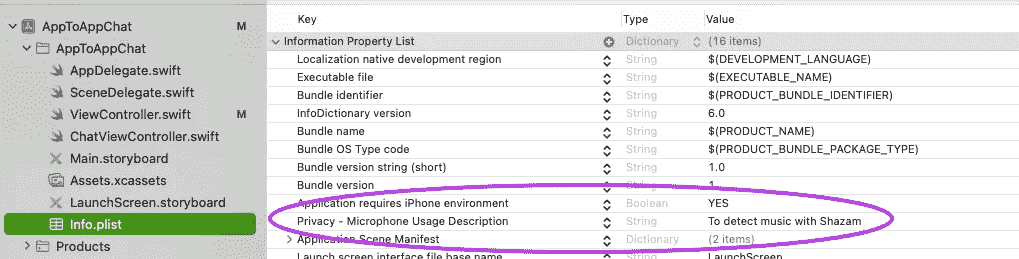 Key Type Value
AppToAppChat M
Information Property List Dictionary (16 items)
AppToAppChat
Localization native development region String $(DEVELOPMENT_LANGUAGE)
AppDelegate.swift
Executable file String $(EXECUTABLE_NAME)
SceneDelegate.swift
Bundle identifier String $(PRODUCT_BUNDLE_IDENTIFIER)
ViewController.swift M
InfoDictionary version String 6.0
ChatViewController.swift
Bundle name String $(PRODUCT_NAME)
Main.storyboard
Bundle OS Type code String $(PRODUCT_BUNDLE_PACKAGE_TYPE)
Assets.xcassets
Bundle version string (short) String 1.0
LaunchScreen.storyboard
Bundle version String 1
Info.plist
Application requires iPhone environment Boolean YES
Products
Privacy - Microphone Usage Description String To detect music with Shazam
Application Scene Manifest Dictionary (2 items)
Launch screen interface file base name String LaunchScreen